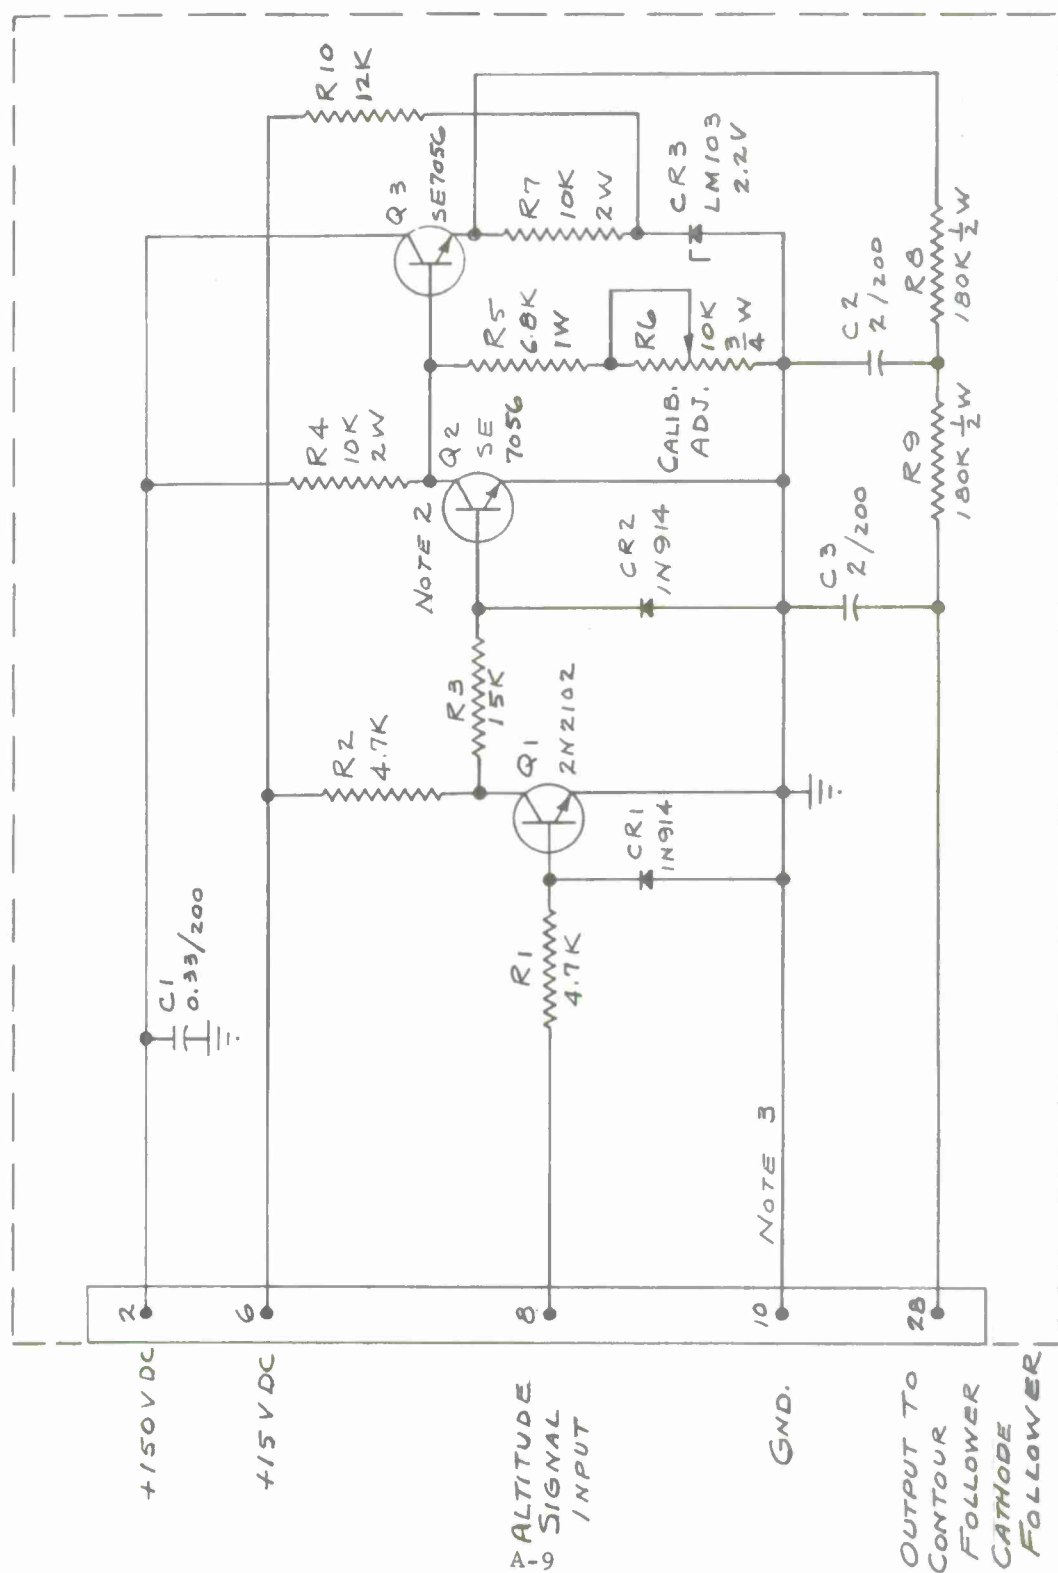 +150V DC
+15V DC
ALTITUDE
SIGNAL
INPUT
GND.
OUTPUT TO
CONTOUR
FOLLOWER
CATHODE
FOLLOWER
2
6
8
10
28
C1
0.33/200
R1
4.7K
CR1
1N914
Q1
2N2102
R2
4.7K
R3
15K
NOTE 2
CR2
1N914
Q2
SE
7056
R4
10K
2W
R5
6.8K
1W
R6
10K
3/4 W
CALIB.
ADJ.
Q3
SE7056
R7
10K
2W
CR3
LM103
2.2V
R10
12K
C2
2/200
C3
2/200
R8
180K 1/2 W
R9
180K 1/2 W
NOTE 3
A-9